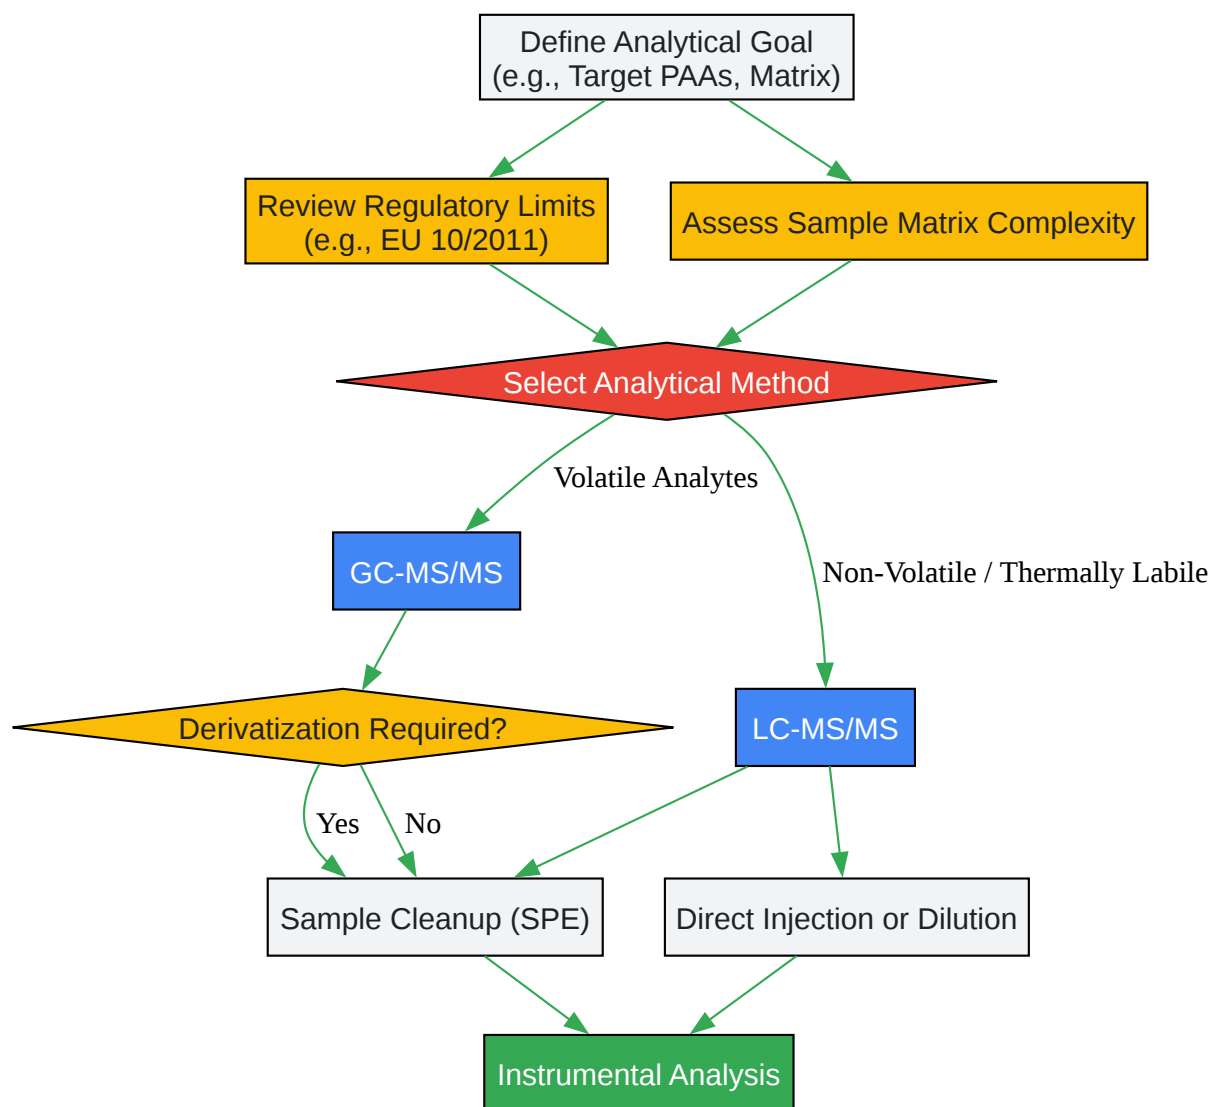 Define Analytical Goal
(e.g., Target PAAs, Matrix)
Review Regulatory Limits
(e.g., EU 10/2011)
Assess Sample Matrix Complexity
Select Analytical Method
Volatile Analytes
GC-MS/MS
Non-Volatile / Thermally Labile
Derivatization Required?
LC-MS/MS
Yes
No
Sample Cleanup (SPE)
Direct Injection or Dilution
Instrumental Analysis